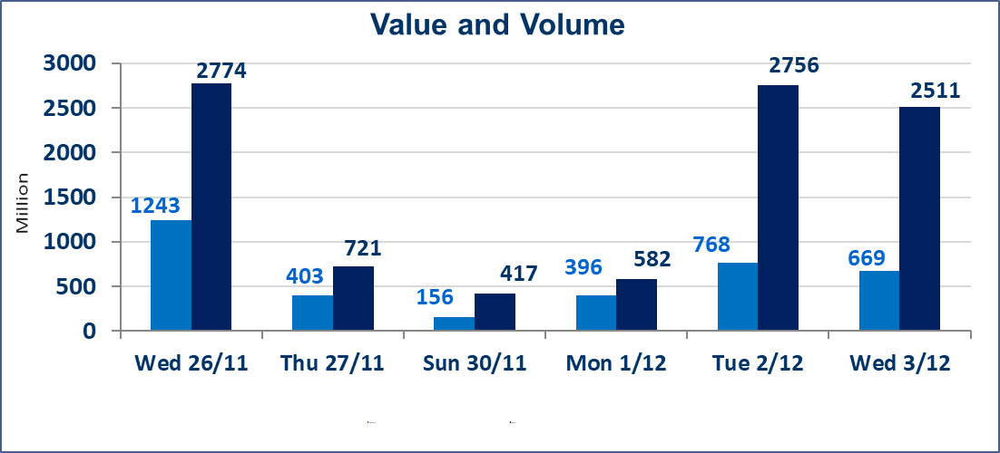 Value and Volume
3000
2500
2000
1500
1000
500
0
Million
1243
2774
403
721
156
417
396
582
768
2756
669
2511
Wed 26/11
Thu 27/11
Sun 30/11
Mon 1/12
Tue 2/12
Wed 3/12